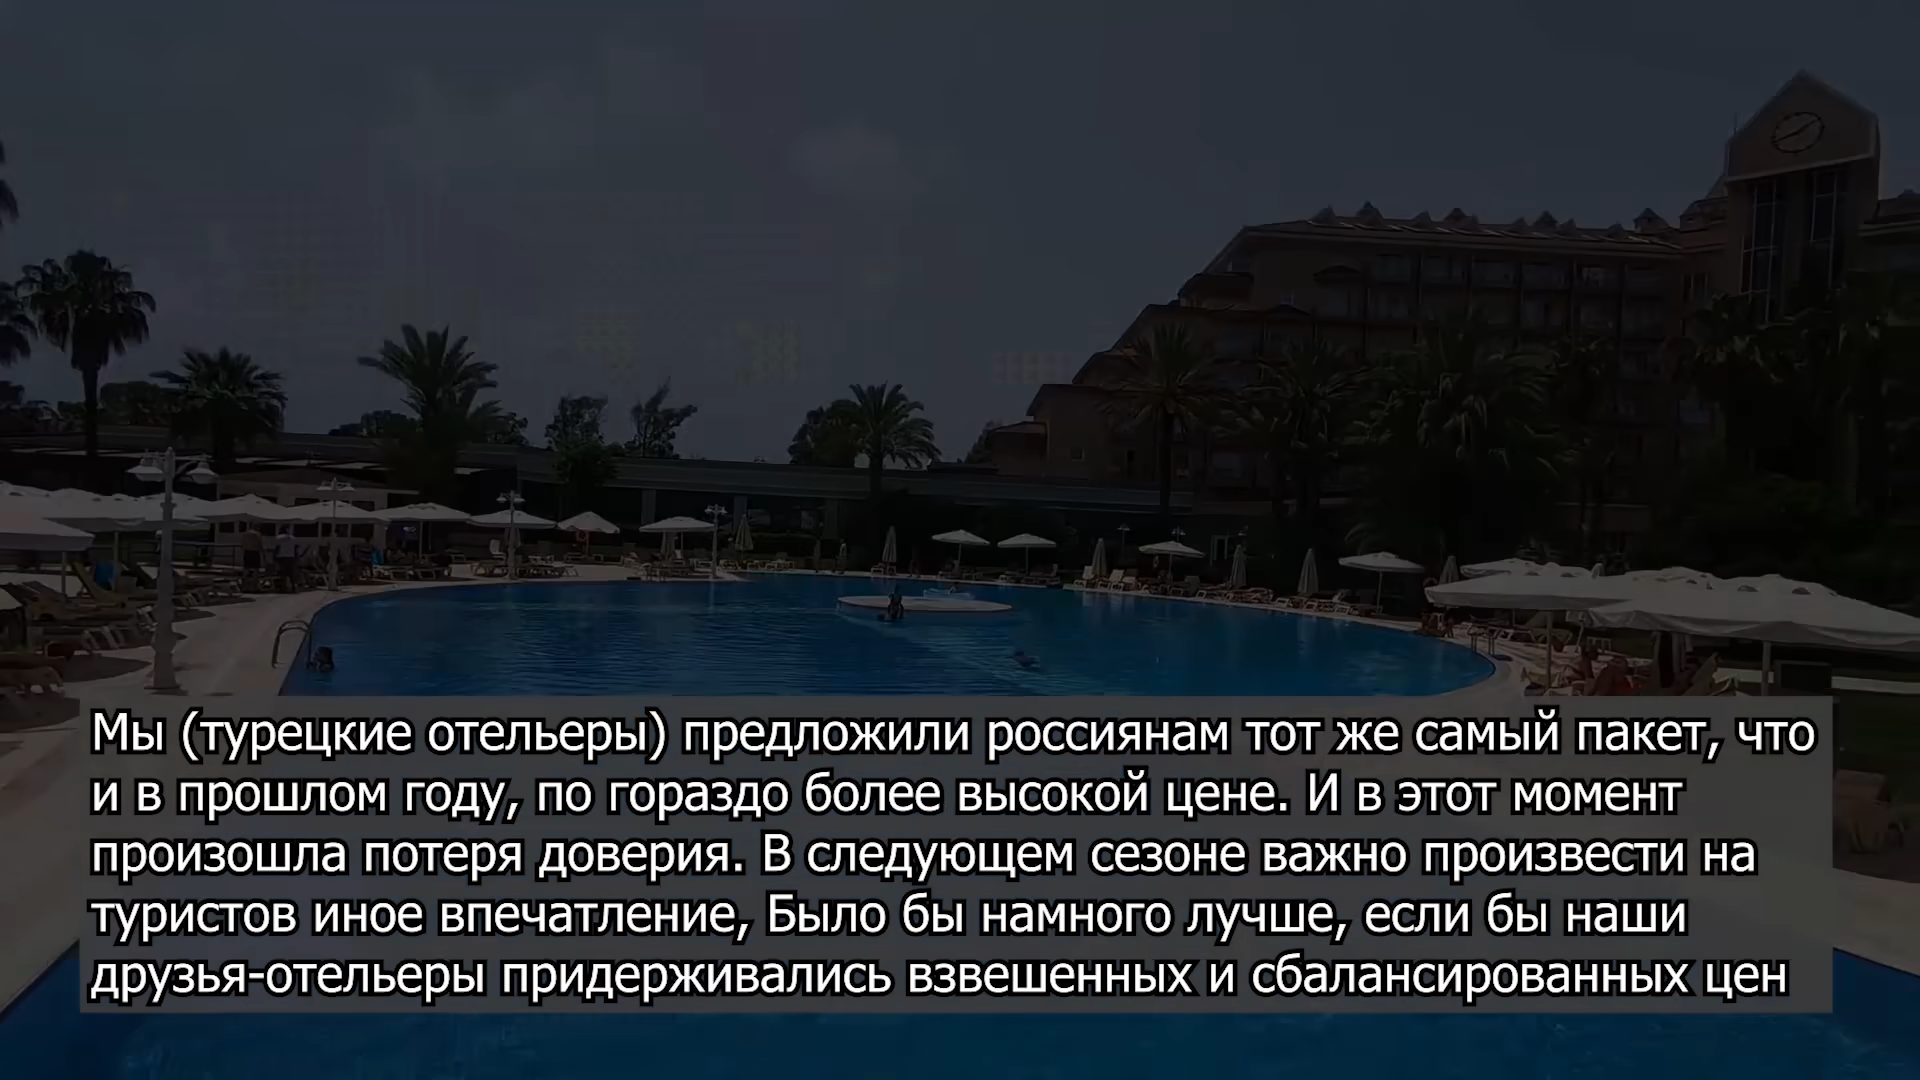 Мы (турецкие отельеры) предложили россиянам тот же самый пакет, что
и в прошлом году, по гораздо более высокой цене. И в этот момент
произошла потеря доверия. В следующем сезоне важно произвести на
туристов иное впечатление, Было бы намного лучше, если бы наши
друзья-отельеры придерживались взвешенных и сбалансированных цен